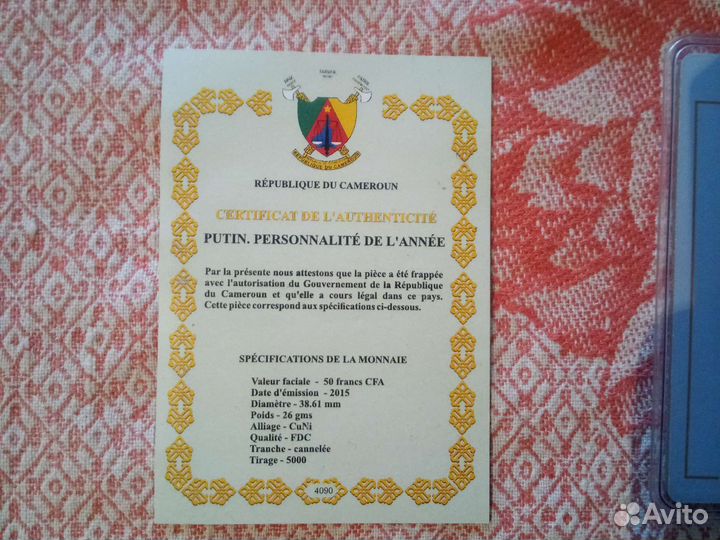 RÉPUBLIQUE DU CAMEROUN
RÉPUBLIQUE DU CAMEROUN
CERTIFICAT DE L'AUTHENTICITÉ
PUTIN. PERSONNALITÉ DE L'ANNÉE
Par la présente nous attestons que la pièce a été frappée
avec l'autorisation du Gouvernement de la République
du Cameroun et qu'elle a cours légal dans ce pays.
Cette pièce correspond aux spécifications ci-dessous.
SPÉCIFICATIONS DE LA MONNAIE
Valeur faciale - 50 francs CFA
Date d'émission - 2015
Diamètre - 38.61 mm
Poids - 26 gms
Alliage - CuNi
Qualité - FDC
Tranche - cannelée
Tirage - 5000
4090
Avito